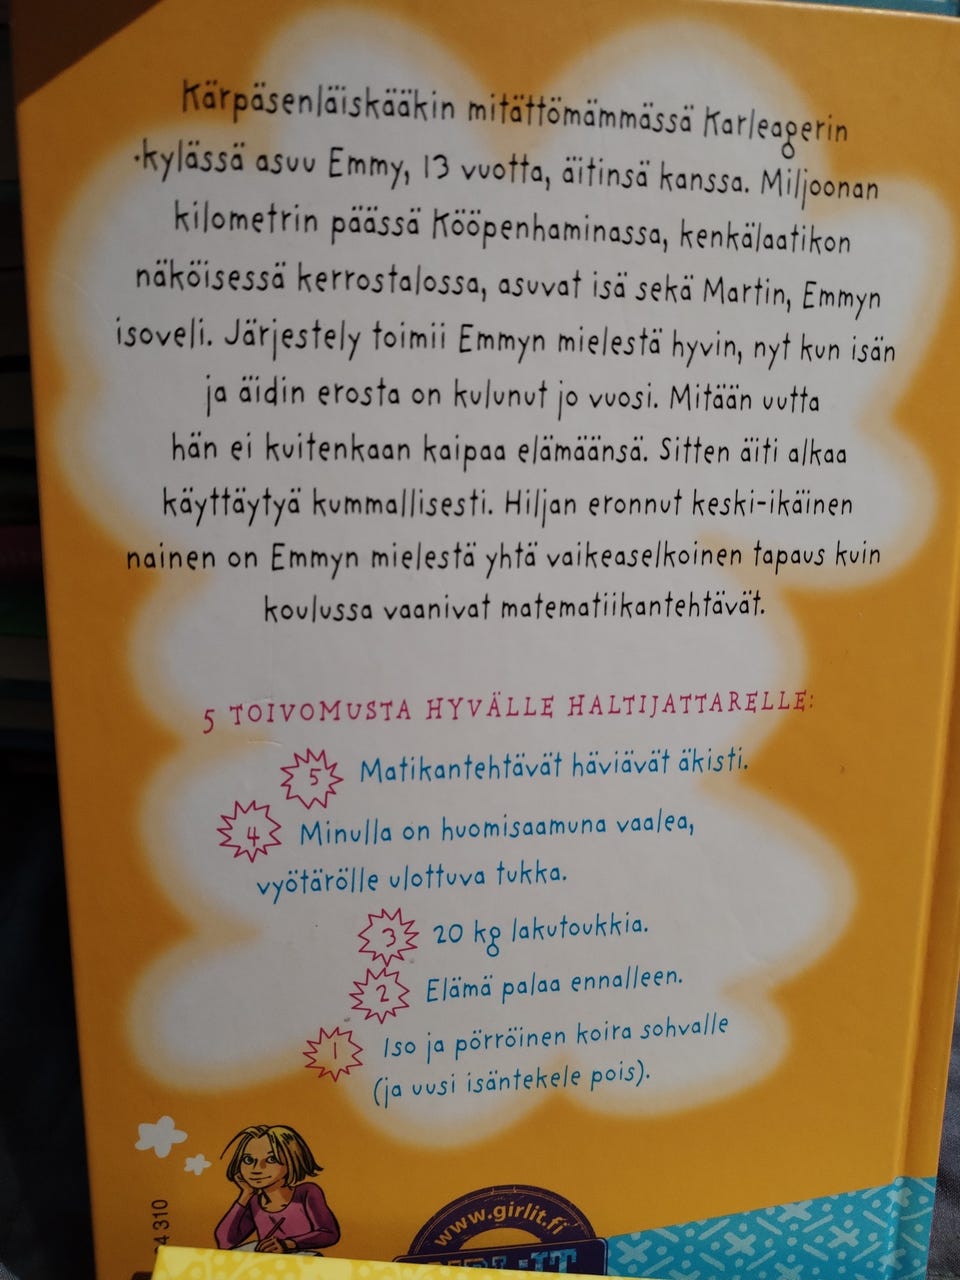 Kärpäsenläiskääkin mitättömämmässä Karleagerin
kylässä asuu Emmy, 13 vuotta, äitinsä kanssa. Miljoonan
kilometrin päässä Kööpenhaminassa, kenkälaatikon
näköisessä kerrostalossa, asuvat isä sekä Martin, Emmyn
isoveli. Järjestely toimii Emmyn mielestä hyvin, nyt kun isän
ja äidin erosta on kulunut jo vuosi. Mitään uutta
hän ei kuitenkaan kaipaa elämäänsä. Sitten äiti alkaa
käyttäytyä kummallisesti. Hiljan eronnut keski-ikäinen
nainen on Emmyn mielestä yhtä vaikeaselkoinen tapaus kuin
koulussa vaanivat matematiikantehtävät.
5 TOIVOMUSTA HYVÄLLE HALTIJATTARELLE:
5 Matikantehtävät häviävät äkisti.
4 Minulla on huomisaamuna vaalea,
vyötärölle ulottuva tukka.
3 20 kg lakutoukkia.
2 Elämä palaa ennalleen.
1 Iso ja pörröinen koira sohvalle
(ja uusi isäntekele pois).
www.girlit.fi
310